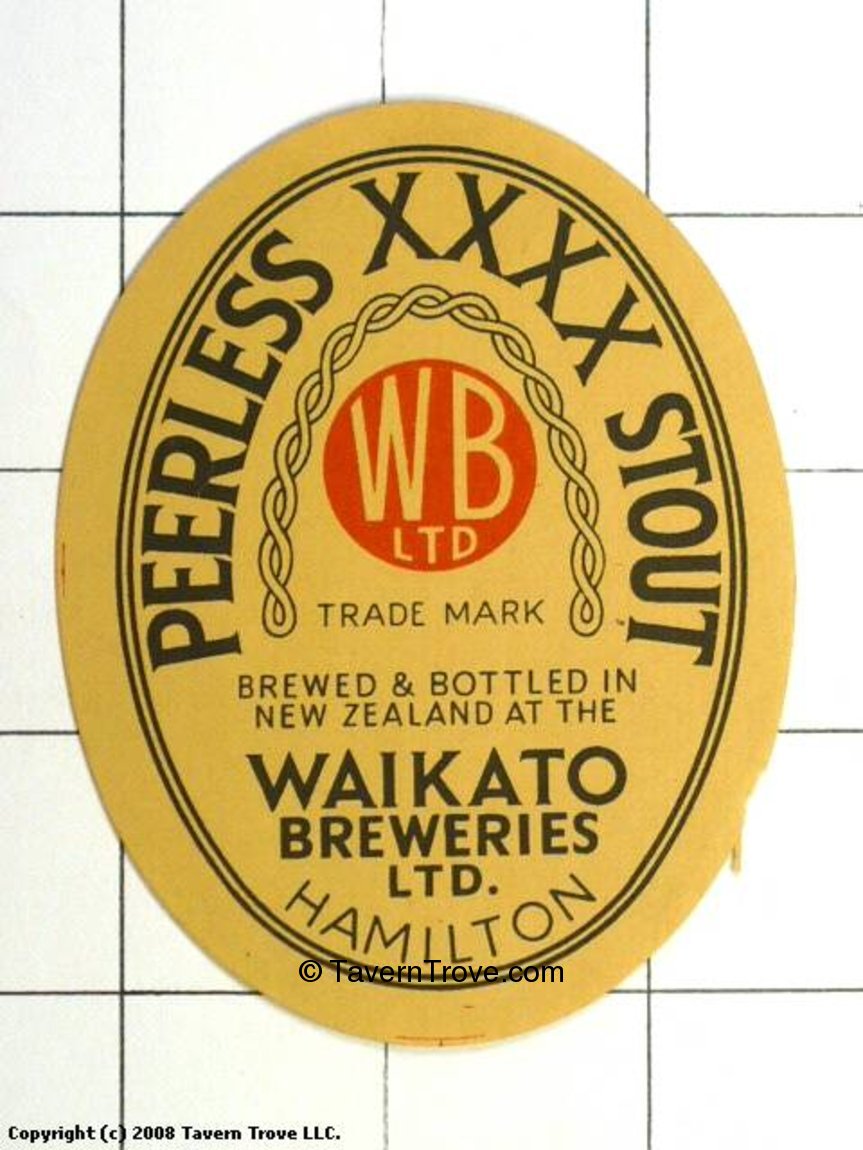 PEERLESS XXXX STOUT
WB
LTD
TRADE MARK
BREWED & BOTTLED IN
NEW ZEALAND AT THE
WAIKATO
BREWERIES
LTD.
HAMILTON
© TavernTrove.com
Copyright (c) 2008 Tavern Trove LLC.